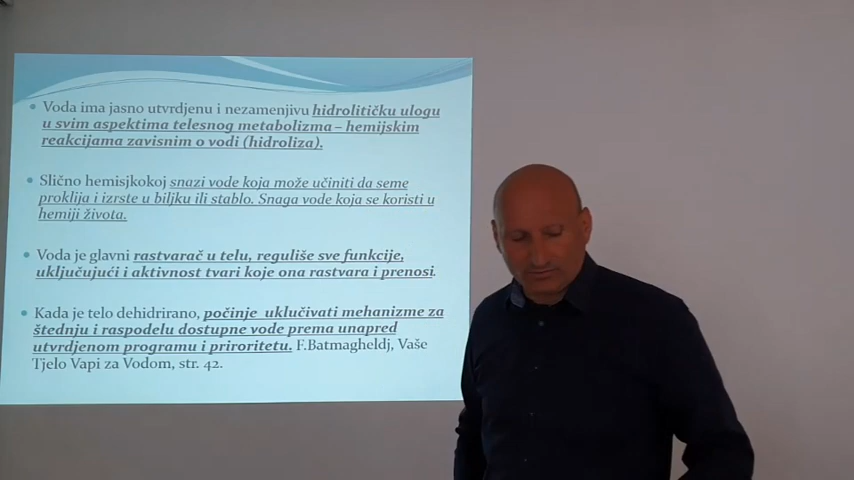 Voda ima jasno utvrdjenu i nezamenjivu hidrolitičku ulogu
u svim aspektima telesnog metabolizma – hemijskim
reakcijama zavisnim o vodi (hidroliza).
Slično hemisjkokoj snazi vode koja može učiniti da seme
proklija i izrste u biljku ili stablo. Snaga vode koja se koristi u
hemiji života.
Voda je glavni rastvarač u telu, reguliše sve funkcije,
uključujući i aktivnost tvari koje ona rastvara i prenosi.
Kada je telo dehidrirano, počinje uključivati mehanizme za
štednju i raspodelu dostupne vode prema unapred
utvrdjenom programu i priroritetu. F.Batmagheldj, Vaše
Tjelo Vapi za Vodom, str. 42.